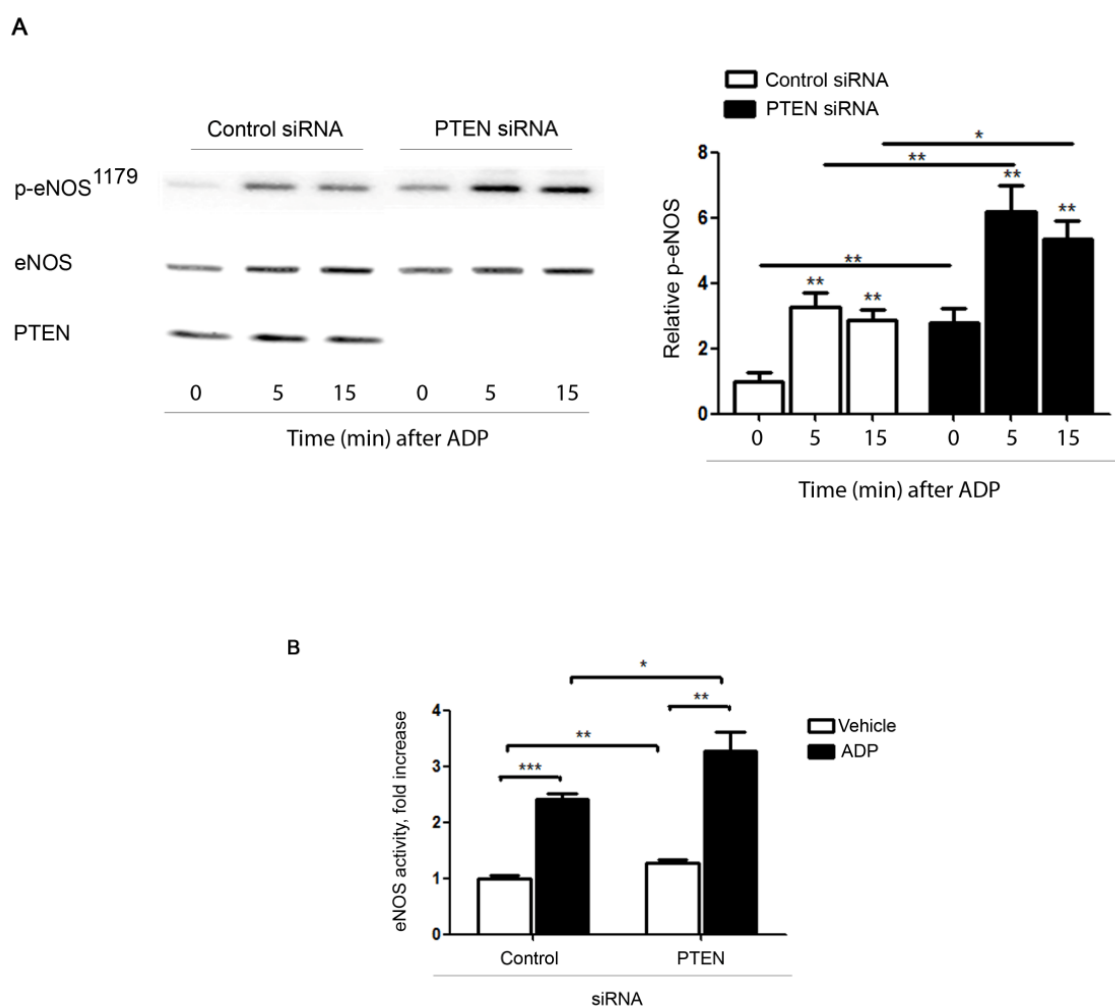 A
Control siRNA PTEN siRNA
p-eNOS1179
eNOS
PTEN
0 5 15 0 5 15
Time (min) after ADP
Control siRNA
PTEN siRNA
*
**
** **
** ** **
**
Relative p-eNOS
8
6
4
2
0
0 5 15 0 5 15
Time (min) after ADP
B
*
**
**
***
eNOS activity, fold increase
4
3
2
1
0
Control PTEN
siRNA
Vehicle
ADP